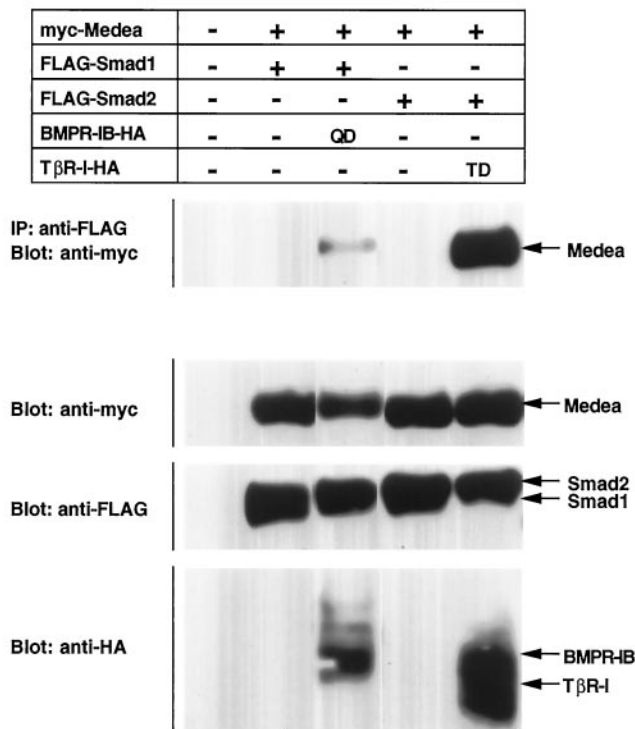 myc-Medea - + + + +
FLAG-Smad1 - + + - -
FLAG-Smad2 - - - + +
BMPR-IB-HA - - QD - -
TβR-I-HA - - - - TD
IP: anti-FLAG
Blot: anti-myc
Medea
Blot: anti-myc
Medea
Blot: anti-FLAG
Smad2
Smad1
Blot: anti-HA
BMPR-IB
TβR-I